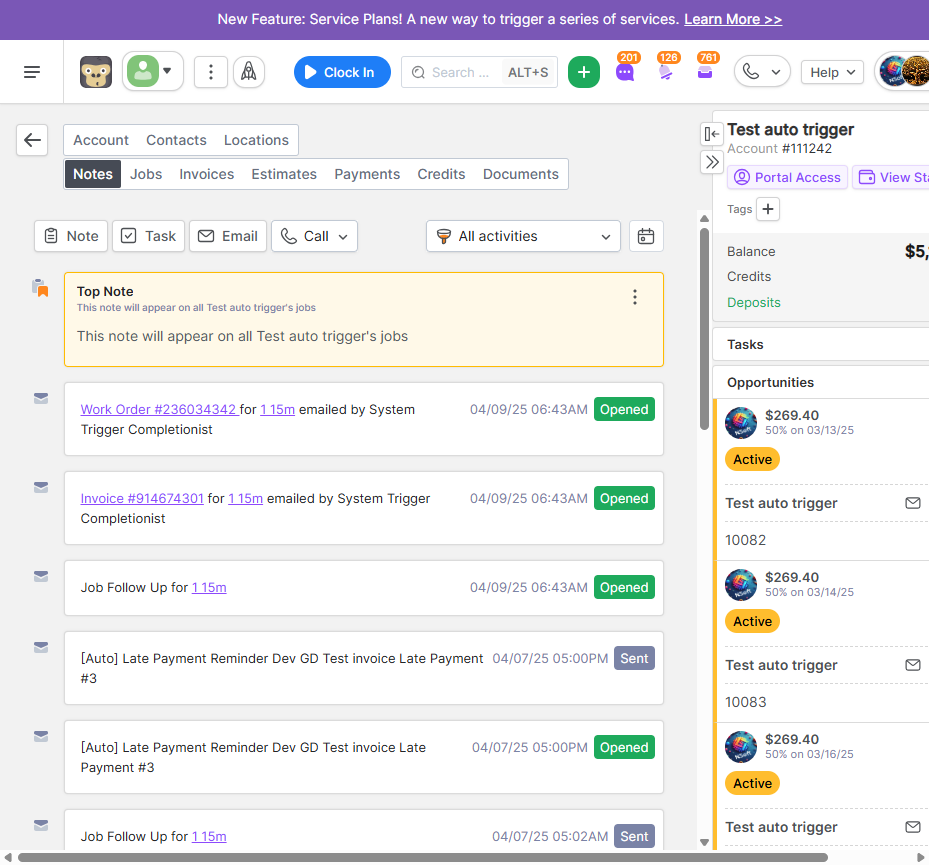 New Feature: Service Plans! A new way to trigger a series of services. Learn More >>
Clock In
Search ...
ALT+S
201
126
761
Help
Account
Contacts
Locations
Notes
Jobs
Invoices
Estimates
Payments
Credits
Documents
Note
Task
Email
Call
All activities
Top Note
This note will appear on all Test auto trigger's jobs
This note will appear on all Test auto trigger's jobs
Work Order #236034342 for 1 15m emailed by System
Trigger Completionist
04/09/25 06:43AM
Opened
Invoice #914674301 for 1 15m emailed by System Trigger
Completionist
04/09/25 06:43AM
Opened
Job Follow Up for 1 15m
04/09/25 06:43AM
Opened
[Auto] Late Payment Reminder Dev GD Test invoice Late Payment
#3
04/07/25 05:00PM
Sent
[Auto] Late Payment Reminder Dev GD Test invoice Late
Payment #3
04/07/25 05:00PM
Opened
Job Follow Up for 1 15m
04/07/25 05:02AM
Sent
Test auto trigger
Account #111242
Portal Access
View Sta
Tags
Balance
$5,
Credits
Deposits
Tasks
Opportunities
$269.40
50% on 03/13/25
Active
Test auto trigger
10082
$269.40
50% on 03/14/25
Active
Test auto trigger
10083
$269.40
50% on 03/16/25
Active
Test auto trigger